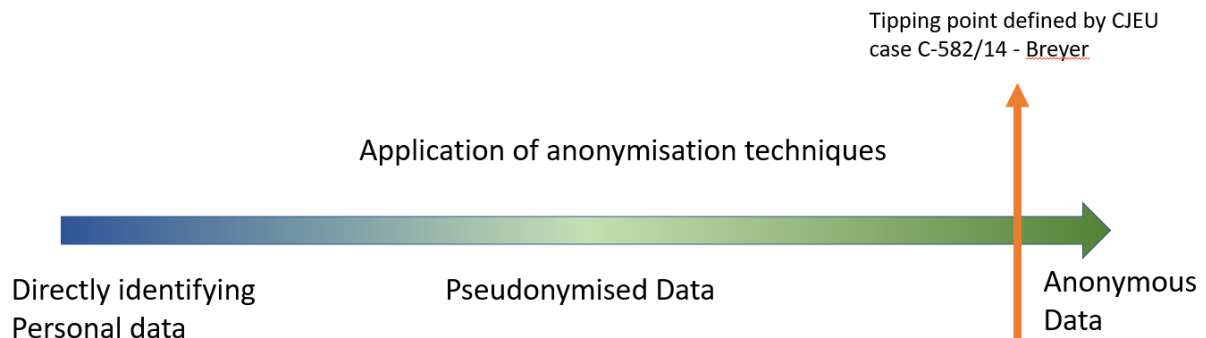 Tipping point defined by CJEU
case C-582/14 - Breyer
Application of anonymisation techniques
Directly identifying
Personal data
Pseudonymised Data
Anonymous
Data